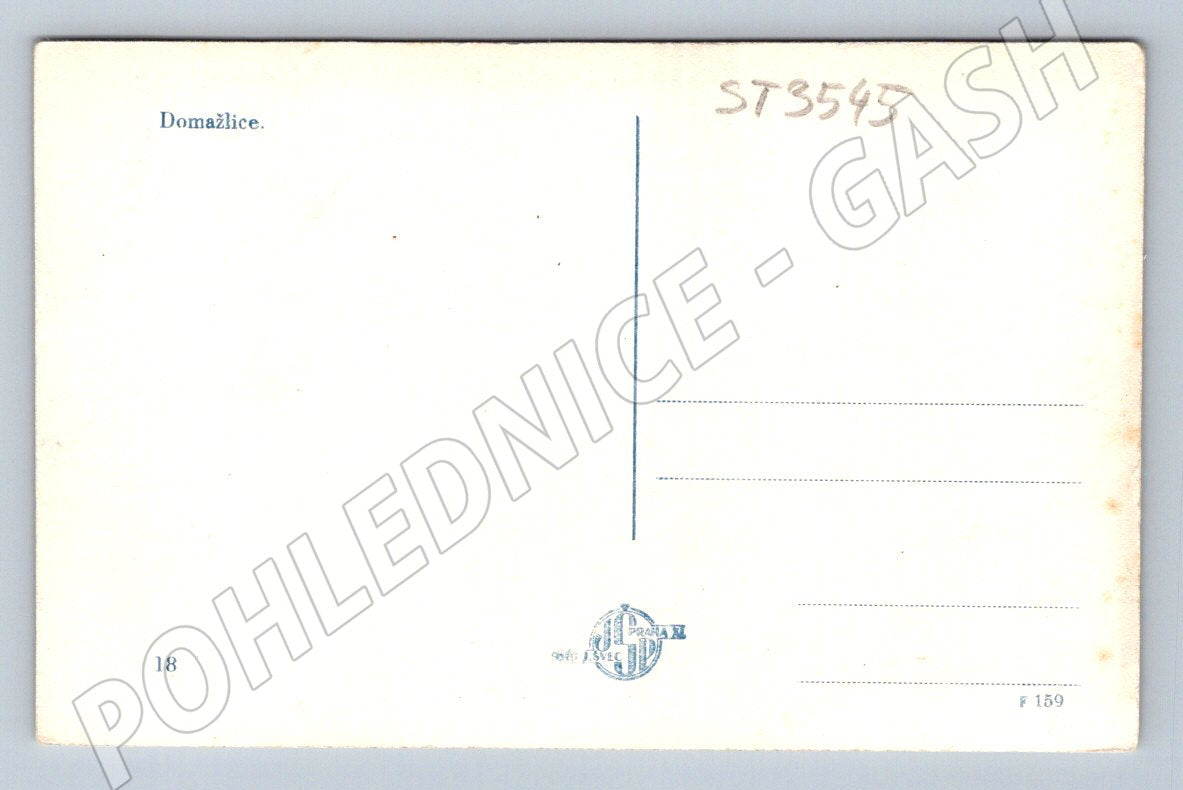 Domažlice.
ST3545
POHLEDNICE - GASH
PRAHA XI.
J. ŠVEC
18
F 159